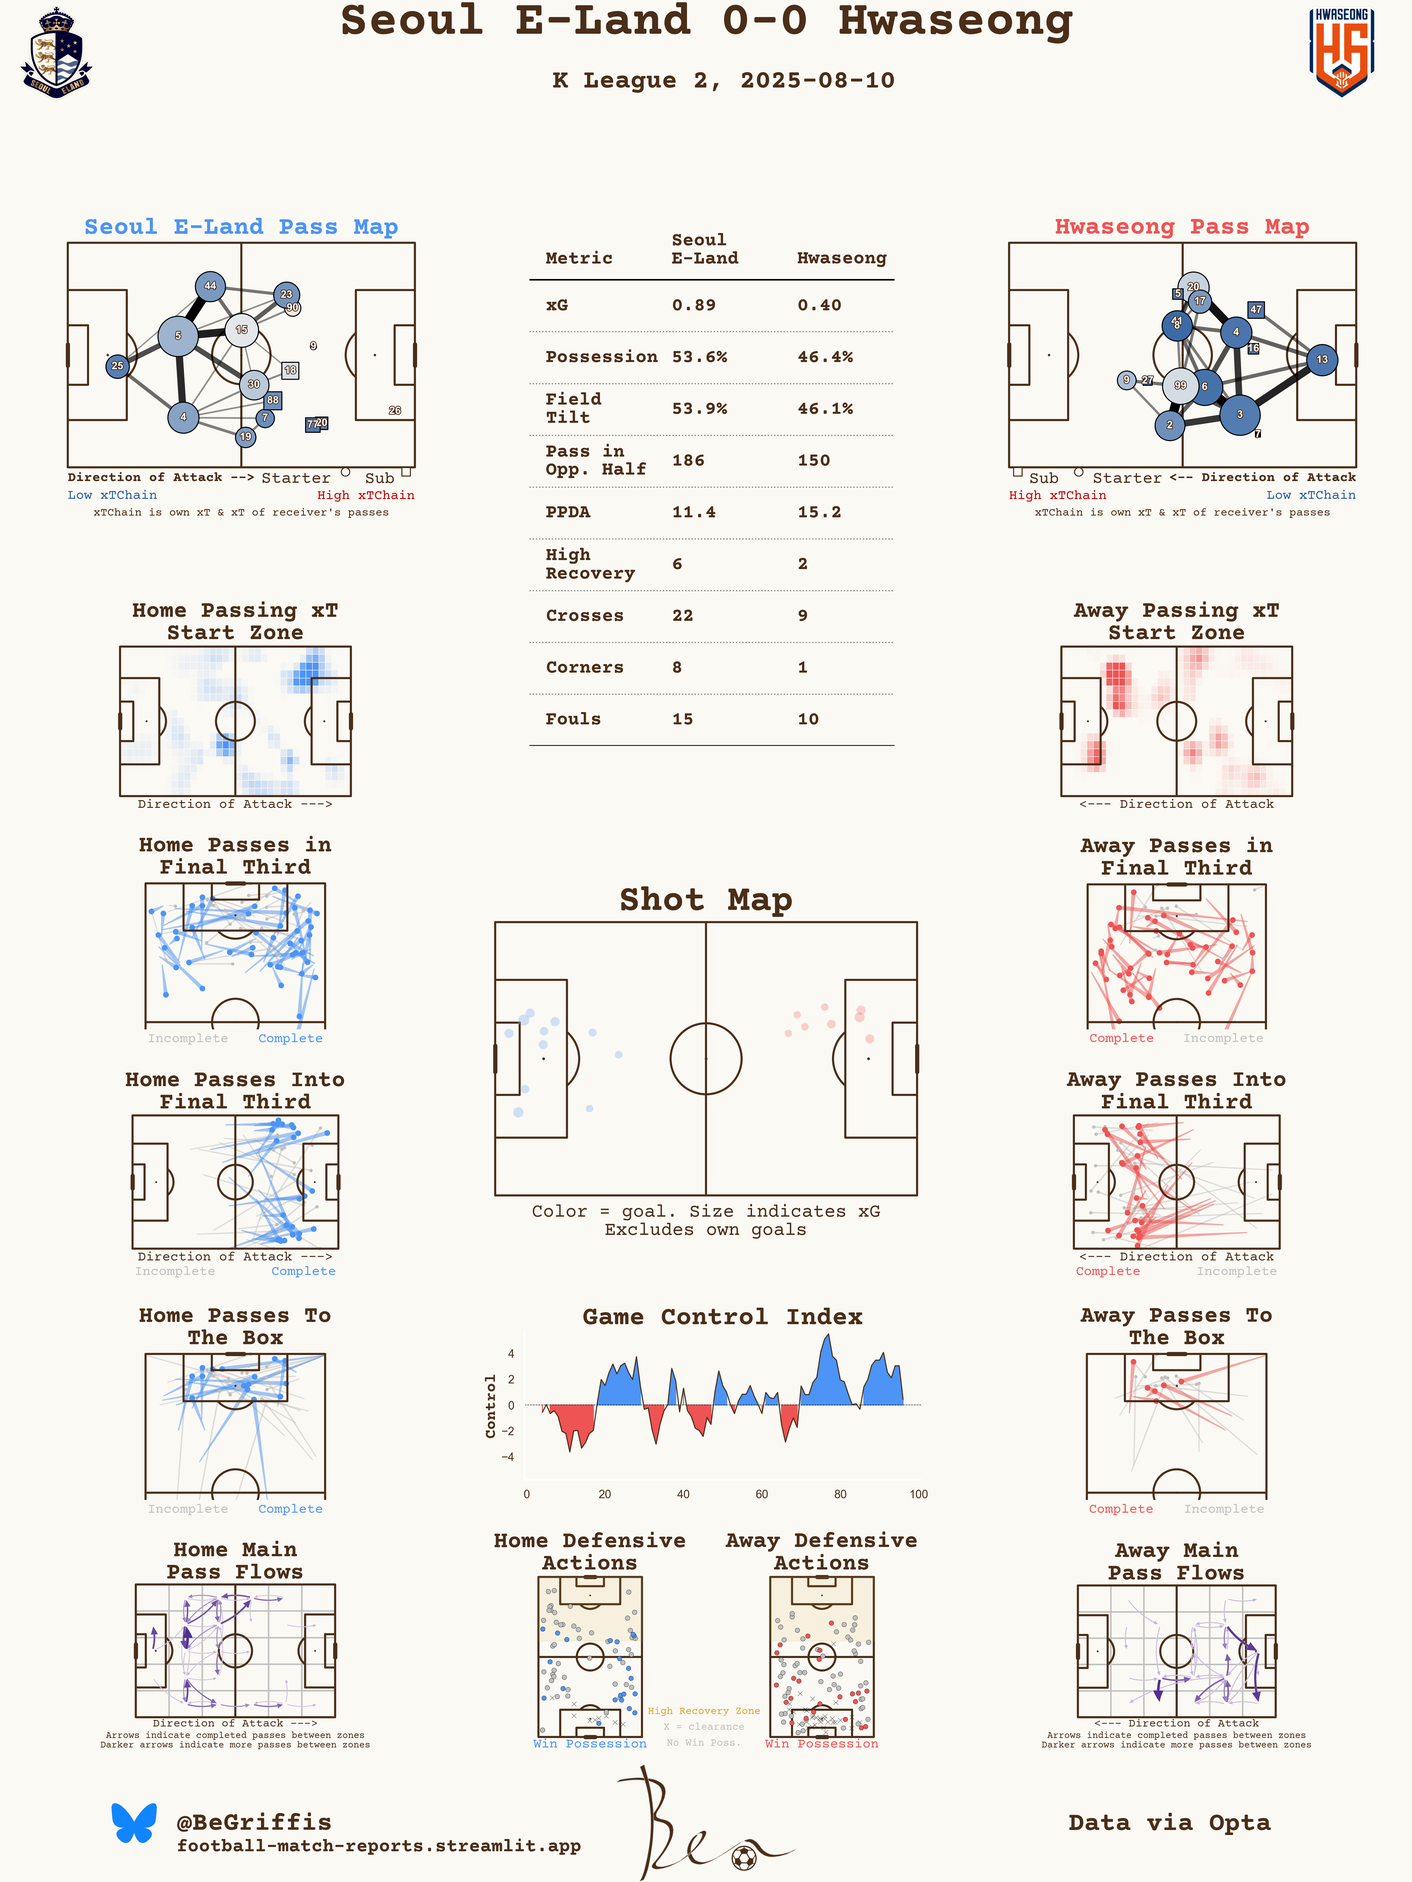 Seoul E-Land 0-0 Hwaseong
K League 2, 2025-08-10
SEOUL ELAND
HWASEONG
Seoul E-Land Pass Map
44
23
90
5
15
9
25
18
30
88
26
4
7
77
20
19
Direction of Attack --> Starter Sub
Low xTChain High xTChain
xTChain is own xT & xT of receiver's passes
Metric Seoul E-Land Hwaseong
xG 0.89 0.40
Possession 53.6% 46.4%
Field Tilt 53.9% 46.1%
Pass in Opp. Half 186 150
PPDA 11.4 15.2
High Recovery 6 2
Crosses 22 9
Corners 8 1
Fouls 15 10
Hwaseong Pass Map
20
5
17
47
41
8
4
16
13
9
27
99
6
3
2
7
Sub Starter <-- Direction of Attack
High xTChain Low xTChain
xTChain is own xT & xT of receiver's passes
Home Passing xT
Start Zone
Direction of Attack --->
Away Passing xT
Start Zone
<--- Direction of Attack
Home Passes in
Final Third
Incomplete Complete
Away Passes in
Final Third
Complete Incomplete
Shot Map
Color = goal. Size indicates xG
Excludes own goals
Home Passes Into
Final Third
Direction of Attack --->
Incomplete Complete
Away Passes Into
Final Third
<--- Direction of Attack
Complete Incomplete
Home Passes To
The Box
Incomplete Complete
Game Control Index
Control
4
2
0
−2
−4
0 20 40 60 80 100
Away Passes To
The Box
Complete Incomplete
Home Main
Pass Flows
Direction of Attack --->
Arrows indicate completed passes between zones
Darker arrows indicate more passes between zones
Home Defensive
Actions
Win Possession
High Recovery Zone
X = clearance
No Win Poss.
Away Defensive
Actions
Win Possession
Away Main
Pass Flows
<--- Direction of Attack
Arrows indicate completed passes between zones
Darker arrows indicate more passes between zones
@BeGriffis
football-match-reports.streamlit.app
Ben
Data via Opta